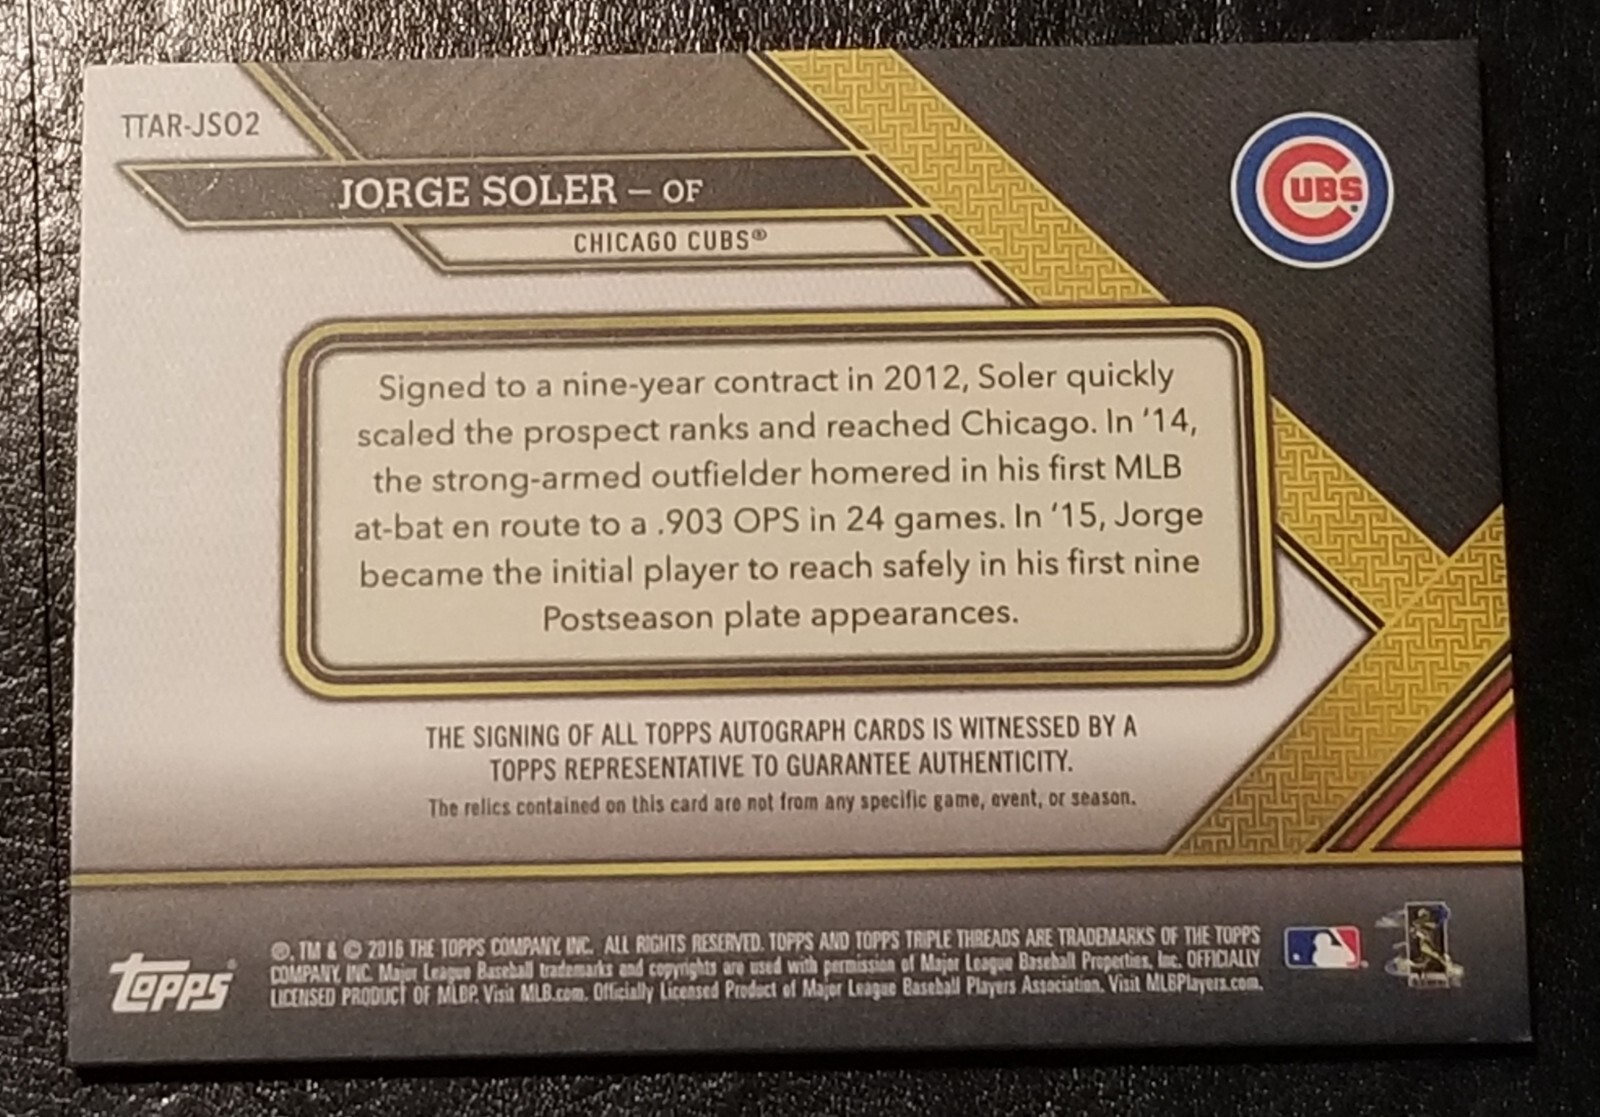 TTAR-JSO2
JORGE SOLER – OF
CHICAGO CUBS®
CUBS
Signed to a nine-year contract in 2012, Soler quickly
scaled the prospect ranks and reached Chicago. In '14,
the strong-armed outfielder homered in his first MLB
at-bat en route to a .903 OPS in 24 games. In '15, Jorge
became the initial player to reach safely in his first nine
Postseason plate appearances.
THE SIGNING OF ALL TOPPS AUTOGRAPH CARDS IS WITNESSED BY A
TOPPS REPRESENTATIVE TO GUARANTEE AUTHENTICITY.
The relics contained on this card are not from any specific game, event, or season.
topps®
®, TM & © 2016 THE TOPPS COMPANY, INC. ALL RIGHTS RESERVED. TOPPS AND TOPPS TRIPLE THREADS ARE TRADEMARKS OF THE TOPPS
COMPANY, INC. Major League Baseball trademarks and copyrights are used with permission of Major League Baseball Properties, Inc. OFFICIALLY
LICENSED PRODUCT OF MLBP. Visit MLB.com. Officially Licensed Product of Major League Baseball Players Association. Visit MLBPlayers.com.